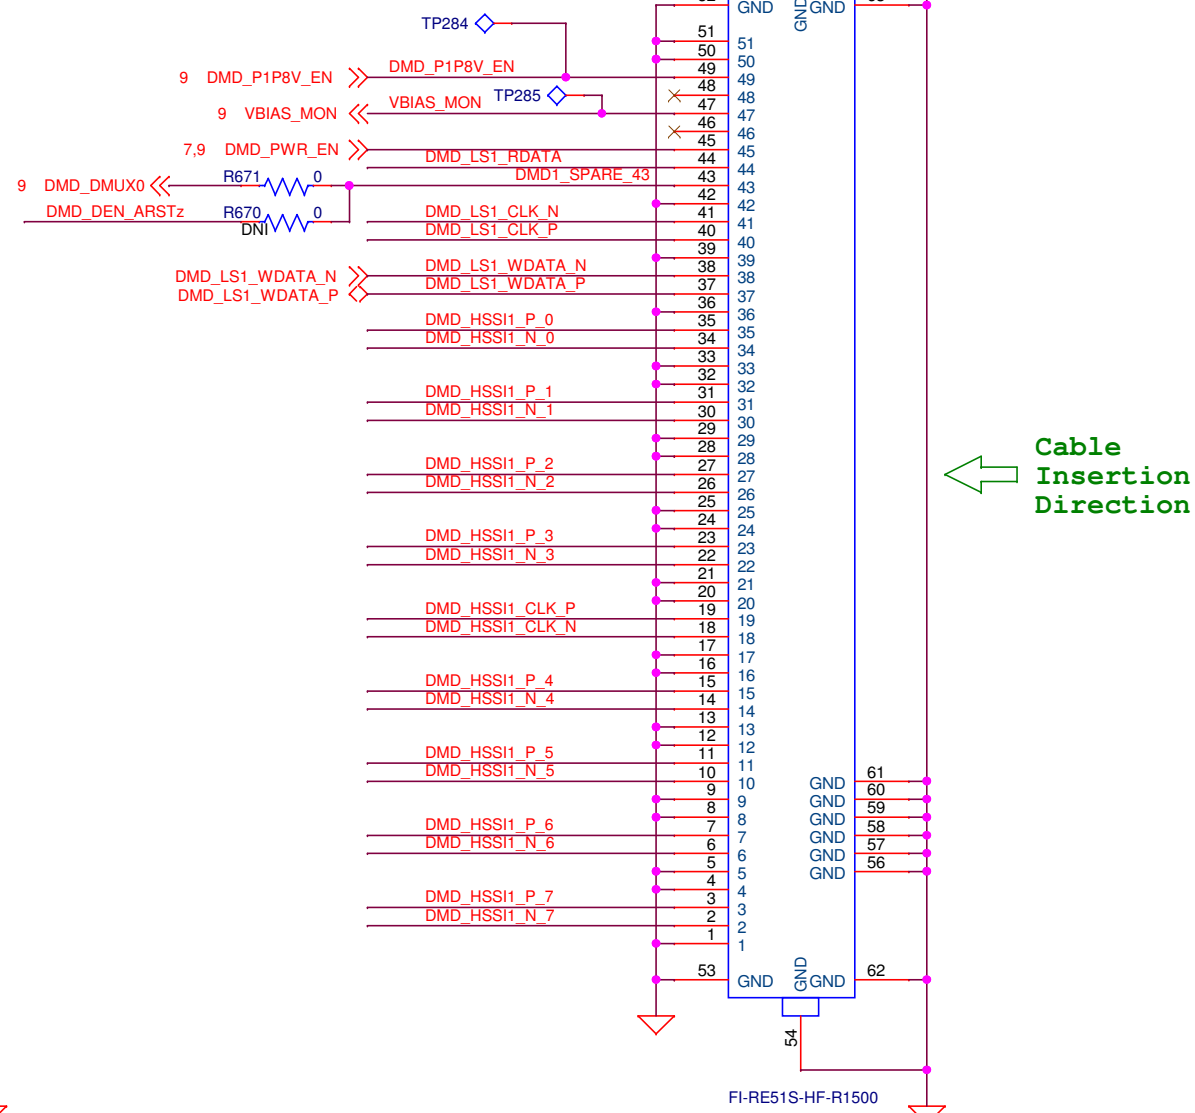 52 GND GND GND 63
TP284
51 51
50 50
9 DMD_P1P8V_EN DMD_P1P8V_EN 49 49
48 48
TP285
9 VBIAS_MON VBIAS_MON 47 47
46 46
7,9 DMD_PWR_EN 45 45
DMD_LS1_RDATA 44 44
9 DMD_DMUX0 R671 0 DMD1_SPARE_43 43 43
42 42
DMD_DEN_ARSTz R670 0 DMD_LS1_CLK_N 41 41
DNI DMD_LS1_CLK_P 40 40
39 39
DMD_LS1_WDATA_N DMD_LS1_WDATA_N 38 38
DMD_LS1_WDATA_P DMD_LS1_WDATA_P 37 37
36 36
DMD_HSSI1_P_0 35 35
DMD_HSSI1_N_0 34 34
33 33
32 32
DMD_HSSI1_P_1 31 31
DMD_HSSI1_N_1 30 30
29 29
28 28
DMD_HSSI1_P_2 27 27
DMD_HSSI1_N_2 26 26
25 25
24 24
DMD_HSSI1_P_3 23 23
DMD_HSSI1_N_3 22 22
21 21
20 20
DMD_HSSI1_CLK_P 19 19
DMD_HSSI1_CLK_N 18 18
17 17
16 16
DMD_HSSI1_P_4 15 15
DMD_HSSI1_N_4 14 14
13 13
12 12
DMD_HSSI1_P_5 11 11
DMD_HSSI1_N_5 10 10
9 9
8 8
DMD_HSSI1_P_6 7 7
DMD_HSSI1_N_6 6 6
5 5
4 4
DMD_HSSI1_P_7 3 3
DMD_HSSI1_N_7 2 2
1 1
53 GND GND GND 62
GND 61
GND 60
GND 59
GND 58
GND 57
GND 56
54
FI-RE51S-HF-R1500
Cable
Insertion
Direction